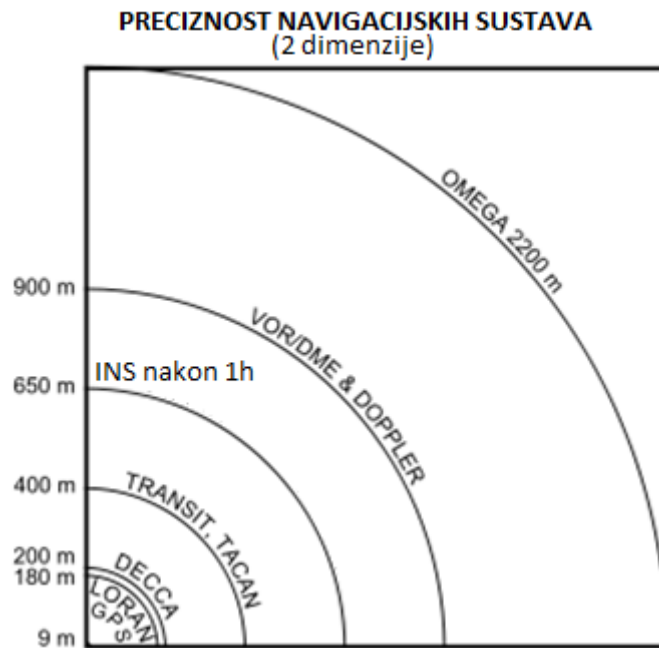 PRECIZNOST NAVIGACIJSKIH SUSTAVA
(2 dimenzije)
OMEGA 2200 m
900 m
VOR/DME & DOPPLER
INS nakon 1h
650 m
400 m
TRANSIT, TACAN
200 m
DECCA
180 m
LORAN
GPS
9 m